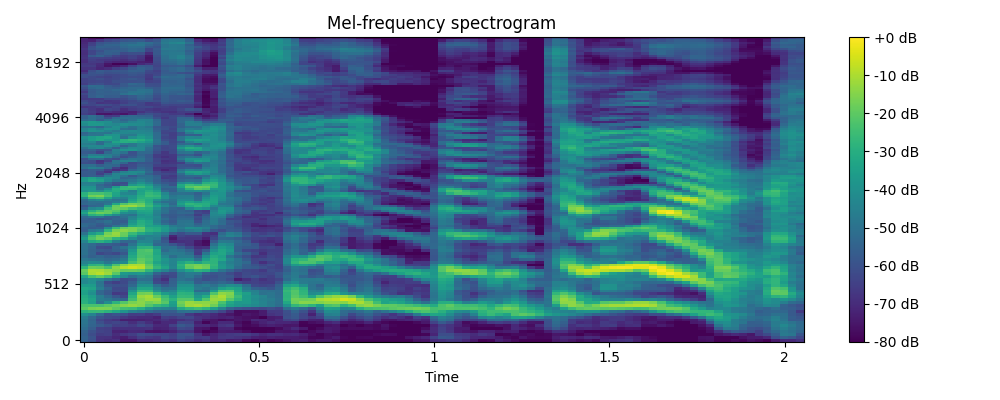 Mel-frequency spectrogram
Hz
8192
4096
2048
1024
512
0
0
0.5
1
1.5
2
Time
+0 dB
-10 dB
-20 dB
-30 dB
-40 dB
-50 dB
-60 dB
-70 dB
-80 dB